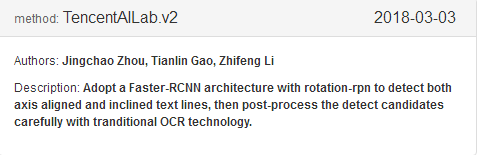 method: TencentAILab.v2 2018-03-03
Authors: Jingchao Zhou, Tianlin Gao, Zhifeng Li
Description: Adopt a Faster-RCNN architecture with rotation-rpn to detect both
axis aligned and inclined text lines, then post-process the detect candidates
carefully with tranditional OCR technology.